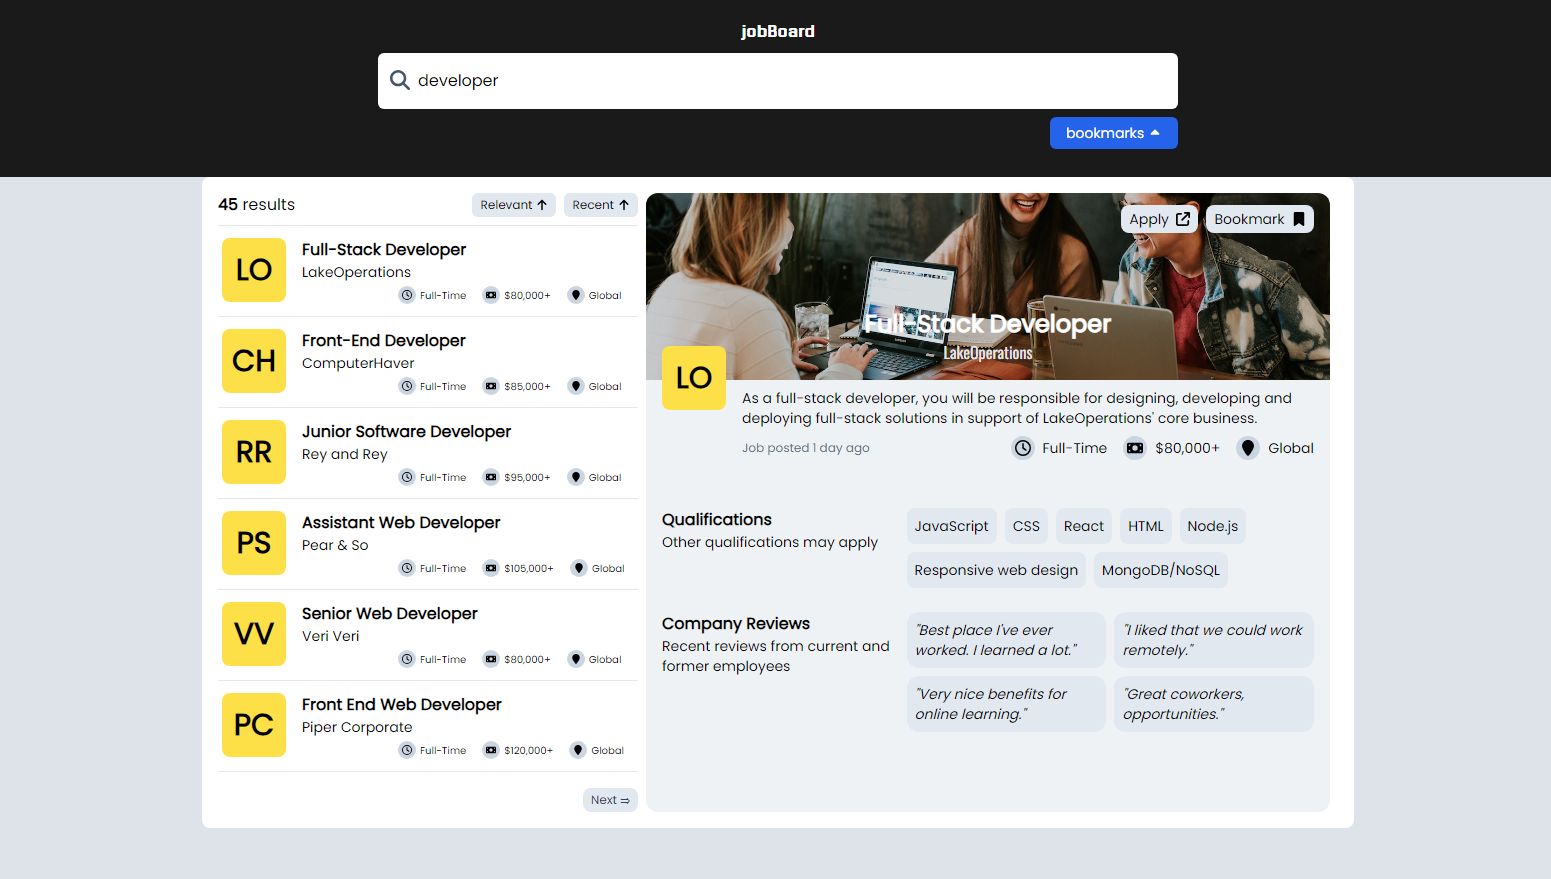 jobBoard
developer
bookmarks
45 results
Relevant
Recent
LO
Full-Stack Developer
LakeOperations
Full-Time
$80,000+
Global
CH
Front-End Developer
ComputerHaver
Full-Time
$85,000+
Global
RR
Junior Software Developer
Rey and Rey
Full-Time
$95,000+
Global
PS
Assistant Web Developer
Pear & So
Full-Time
$105,000+
Global
VV
Senior Web Developer
Veri Veri
Full-Time
$80,000+
Global
PC
Front End Web Developer
Piper Corporate
Full-Time
$120,000+
Global
Next ⇒
Apply
Bookmark
Full-Stack Developer
LakeOperations
LO
As a full-stack developer, you will be responsible for designing, developing and
deploying full-stack solutions in support of LakeOperations' core business.
Job posted 1 day ago
Full-Time
$80,000+
Global
Qualifications
Other qualifications may apply
JavaScript
CSS
React
HTML
Node.js
Responsive web design
MongoDB/NoSQL
Company Reviews
Recent reviews from current and
former employees
"Best place I've ever
worked. I learned a lot."
"I liked that we could work
remotely."
"Very nice benefits for
online learning."
"Great coworkers,
opportunities."